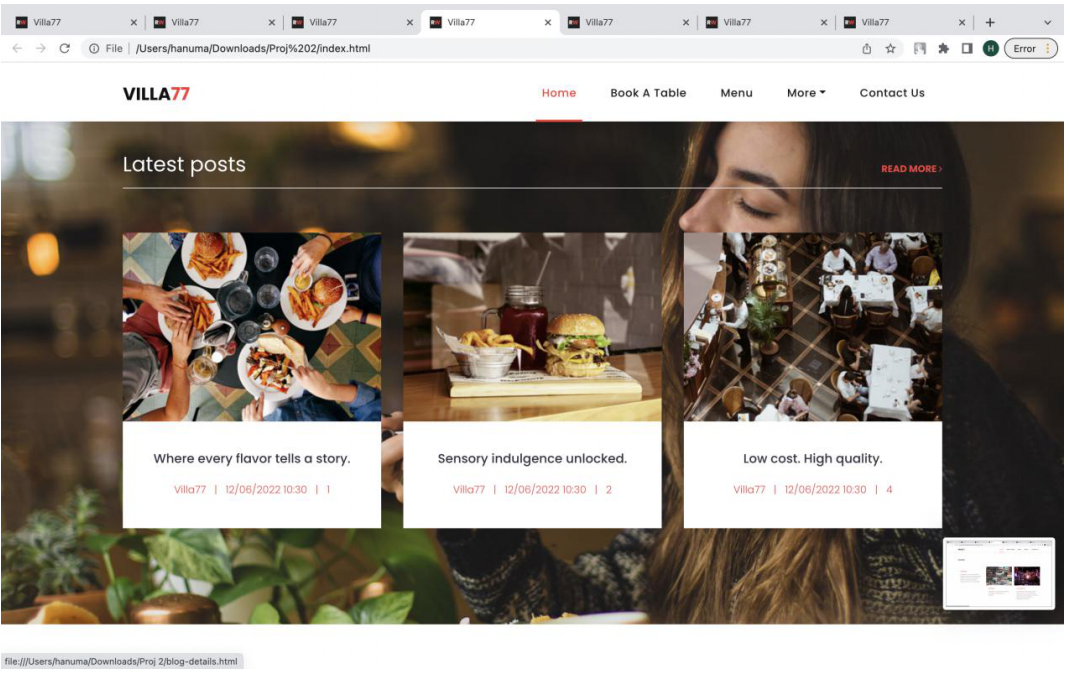 Villa77 Villa77 Villa77 Villa77 Villa77 Villa77 Villa77
File /Users/hanuma/Downloads/Proj%202/index.html H Error
VILLA77 Home Book A Table Menu More Contact Us
Latest posts READ MORE ›
Where every flavor tells a story. Sensory indulgence unlocked. Low cost. High quality.
Villa77 | 12/06/2022 10:30 | 1 Villa77 | 12/06/2022 10:30 | 2 Villa77 | 12/06/2022 10:30 | 4
file:///Users/hanuma/Downloads/Proj 2/blog-details.html